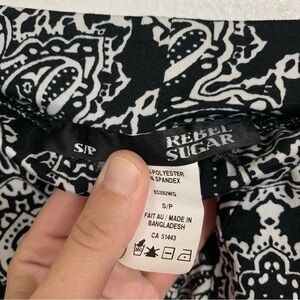 S/P
REBEL
SUGAR
POLYESTER
SPANDEX
S/P
FAIT AU / MADE IN
BANGLADESH
CA 51443